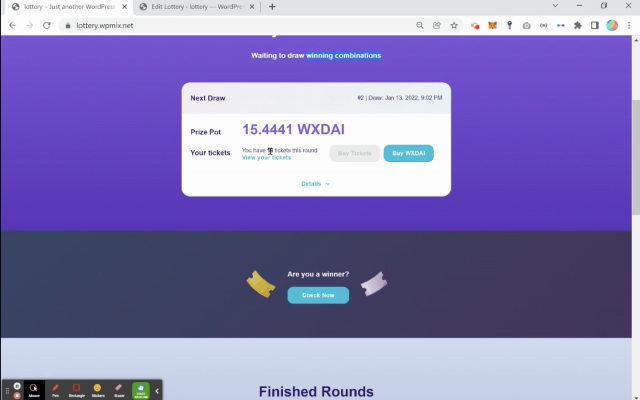 lottery – Just another WordPress
Edit Lottery ‹ lottery — WordPre
lottery.wpmix.net
Waiting to draw winning combinations
Next Draw
#2 | Draw: Jan 13, 2022, 9:02 PM
Prize Pot
15.4441 WXDAI
Your tickets
You have tickets this round
View your tickets
Buy Tickets
Buy WXDAI
Details
Are you a winner?
Check Now
Finished Rounds
Mouse
Pen
Rectangle
Stickers
Eraser